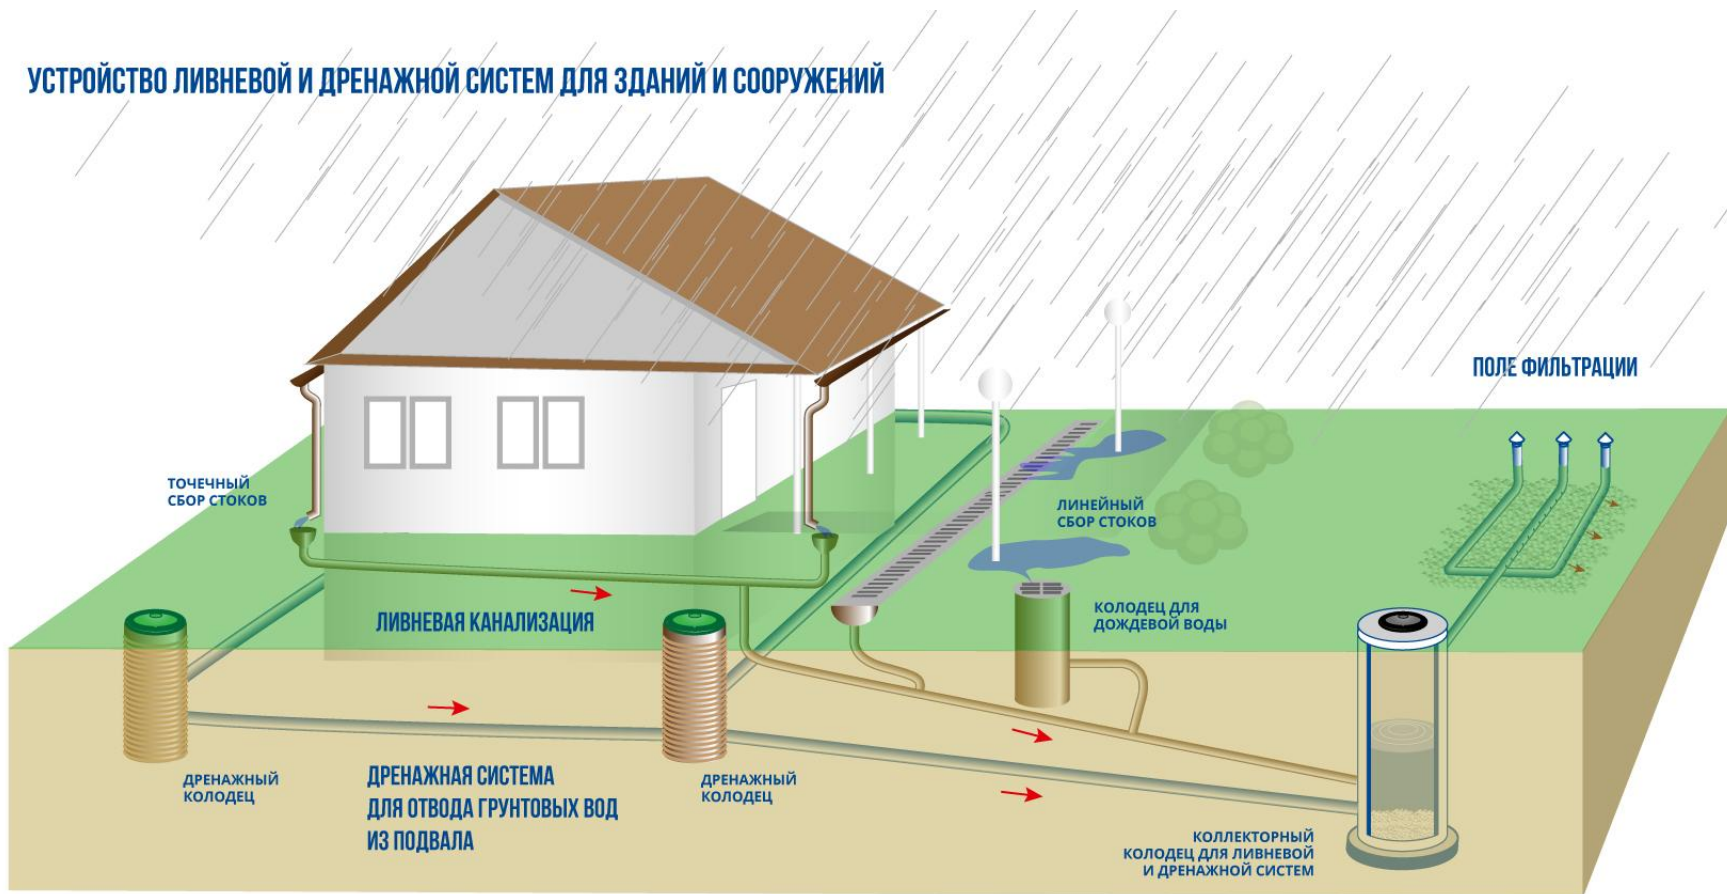 УСТРОЙСТВО ЛИВНЕВОЙ И ДРЕНАЖНОЙ СИСТЕМ ДЛЯ ЗДАНИЙ И СООРУЖЕНИЙ
ПОЛЕ ФИЛЬТРАЦИИ
ТОЧЕЧНЫЙ
СБОР СТОКОВ
ЛИНЕЙНЫЙ
СБОР СТОКОВ
ЛИВНЕВАЯ КАНАЛИЗАЦИЯ
КОЛОДЕЦ ДЛЯ
ДОЖДЕВОЙ ВОДЫ
ДРЕНАЖНЫЙ
КОЛОДЕЦ
ДРЕНАЖНАЯ СИСТЕМА
ДЛЯ ОТВОДА ГРУНТОВЫХ ВОД
ИЗ ПОДВАЛА
ДРЕНАЖНЫЙ
КОЛОДЕЦ
КОЛЛЕКТОРНЫЙ
КОЛОДЕЦ ДЛЯ ЛИВНЕВОЙ
И ДРЕНАЖНОЙ СИСТЕМ